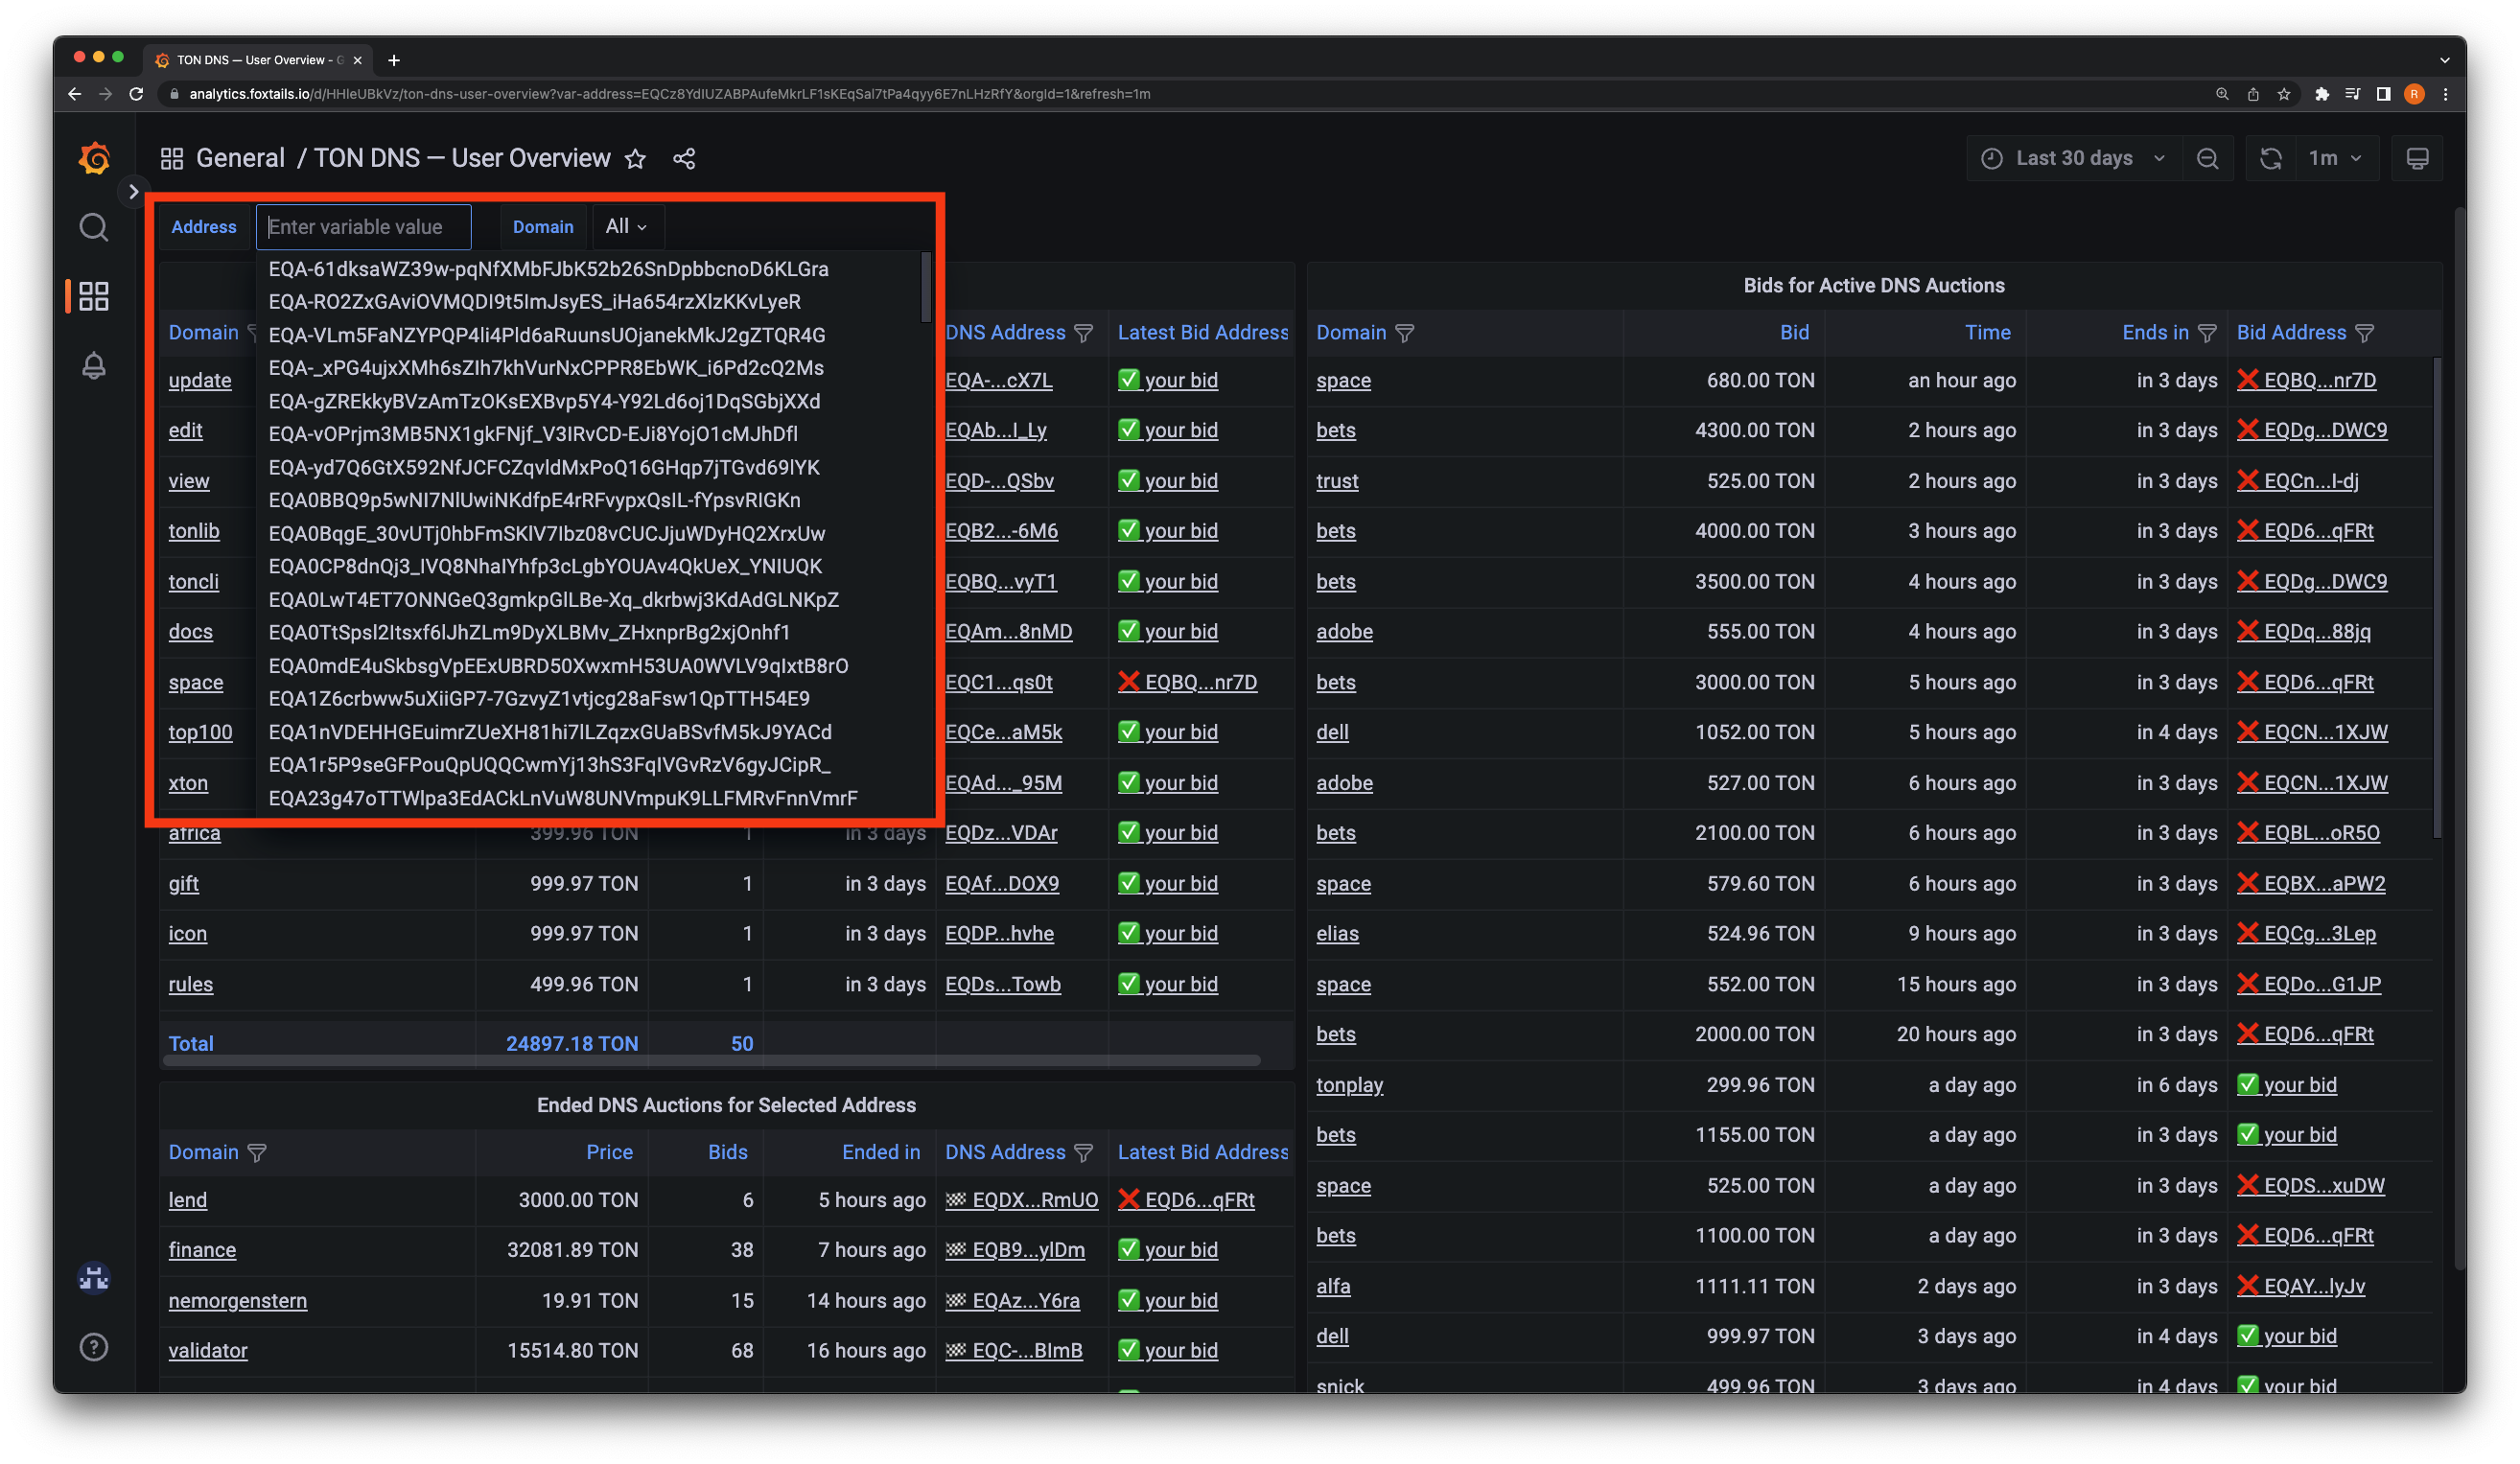 TON DNS — User Overview - G
analytics.foxtails.io/d/HHIeUBkVz/ton-dns-user-overview?var-address=EQCz8YdIUZABPAufeMkrLF1sKEqSal7tPa4qyy6E7nLHzRfY&orgId=1&refresh=1m
R
General / TON DNS — User Overview
Last 30 days
1m
Address
Enter variable value
Domain
All
EQA-61dksaWZ39w-pqNfXMbFJbK52b26SnDpbbcnoD6KLGra
EQA-RO2ZxGAviOVMQDI9t5ImJsyES_iHa654rzXlzKKvLyeR
EQA-VLm5FaNZYPQP4li4Pld6aRuunsUOjanekMkJ2gZTQR4G
EQA-_xPG4ujxXMh6sZIh7khVurNxCPPR8EbWK_i6Pd2cQ2Ms
EQA-gZREkkyBVzAmTzOKsEXBvp5Y4-Y92Ld6oj1DqSGbjXXd
EQA-vOPrjm3MB5NX1gkFNjf_V3IRvCD-EJi8YojO1cMJhDfl
EQA-yd7Q6GtX592NfJCFCZqvldMxPoQ16GHqp7jTGvd69lYK
EQA0BBQ9p5wNI7NlUwiNKdfpE4rRFvypxQsIL-fYpsvRIGKn
EQA0BqgE_30vUTj0hbFmSKlV7Ibz08vCUCJjuWDyHQ2XrxUw
EQA0CP8dnQj3_IVQ8NhaIYhfp3cLgbYOUAv4QkUeX_YNIUQK
EQA0LwT4ET7ONNGeQ3gmkpGlLBe-Xq_dkrbwj3KdAdGLNKpZ
EQA0TtSpsl2Itsxf6lJhZLm9DyXLBMv_ZHxnprBg2xjOnhf1
EQA0mdE4uSkbsgVpEExUBRD50XwxmH53UA0WVLV9qIxtB8rO
EQA1Z6crbww5uXiiGP7-7GzvyZ1vtjcg28aFsw1QpTTH54E9
EQA1nVDEHHGEuimrZUeXH81hi7lLZqzxGUaBSvfM5kJ9YACd
EQA1r5P9seGFPouQpUQQCwmYj13hS3FqIVGvRzV6gyJCipR_
EQA23g47oTTWlpa3EdACkLnVuW8UNVmpuK9LLFMRvFnnVmrF
Domain DNS Address Latest Bid Address
update EQA-...cX7L your bid
edit EQAb...I_Ly your bid
view EQD-...QSbv your bid
tonlib EQB2...-6M6 your bid
toncli EQBQ...vyT1 your bid
docs EQAm...8nMD your bid
space EQC1...qs0t EQBQ...nr7D
top100 EQCe...aM5k your bid
xton EQAd..._95M your bid
africa 399.96 TON 1 in 3 days EQDz...VDAr your bid
gift 999.97 TON 1 in 3 days EQAf...DOX9 your bid
icon 999.97 TON 1 in 3 days EQDP...hvhe your bid
rules 499.96 TON 1 in 3 days EQDs...Towb your bid
Total 24897.18 TON 50
Ended DNS Auctions for Selected Address
Domain Price Bids Ended in DNS Address Latest Bid Address
lend 3000.00 TON 6 5 hours ago EQDX...RmUO EQD6...qFRt
finance 32081.89 TON 38 7 hours ago EQB9...ylDm your bid
nemorgenstern 19.91 TON 15 14 hours ago EQAz...Y6ra your bid
validator 15514.80 TON 68 16 hours ago EQC-...BImB your bid
Bids for Active DNS Auctions
Domain Bid Time Ends in Bid Address
space 680.00 TON an hour ago in 3 days EQBQ...nr7D
bets 4300.00 TON 2 hours ago in 3 days EQDg...DWC9
trust 525.00 TON 2 hours ago in 3 days EQCn...I-dj
bets 4000.00 TON 3 hours ago in 3 days EQD6...qFRt
bets 3500.00 TON 4 hours ago in 3 days EQDg...DWC9
adobe 555.00 TON 4 hours ago in 3 days EQDq...88jq
bets 3000.00 TON 5 hours ago in 3 days EQD6...qFRt
dell 1052.00 TON 5 hours ago in 4 days EQCN...1XJW
adobe 527.00 TON 6 hours ago in 3 days EQCN...1XJW
bets 2100.00 TON 6 hours ago in 3 days EQBL...oR5O
space 579.60 TON 6 hours ago in 3 days EQBX...aPW2
elias 524.96 TON 9 hours ago in 3 days EQCg...3Lep
space 552.00 TON 15 hours ago in 3 days EQDo...G1JP
bets 2000.00 TON 20 hours ago in 3 days EQD6...qFRt
tonplay 299.96 TON a day ago in 6 days your bid
bets 1155.00 TON a day ago in 3 days your bid
space 525.00 TON a day ago in 3 days EQDS...xuDW
bets 1100.00 TON a day ago in 3 days EQD6...qFRt
alfa 1111.11 TON 2 days ago in 3 days EQAY...lyJv
dell 999.97 TON 3 days ago in 4 days your bid
snick 499.96 TON 3 days ago in 4 days your bid